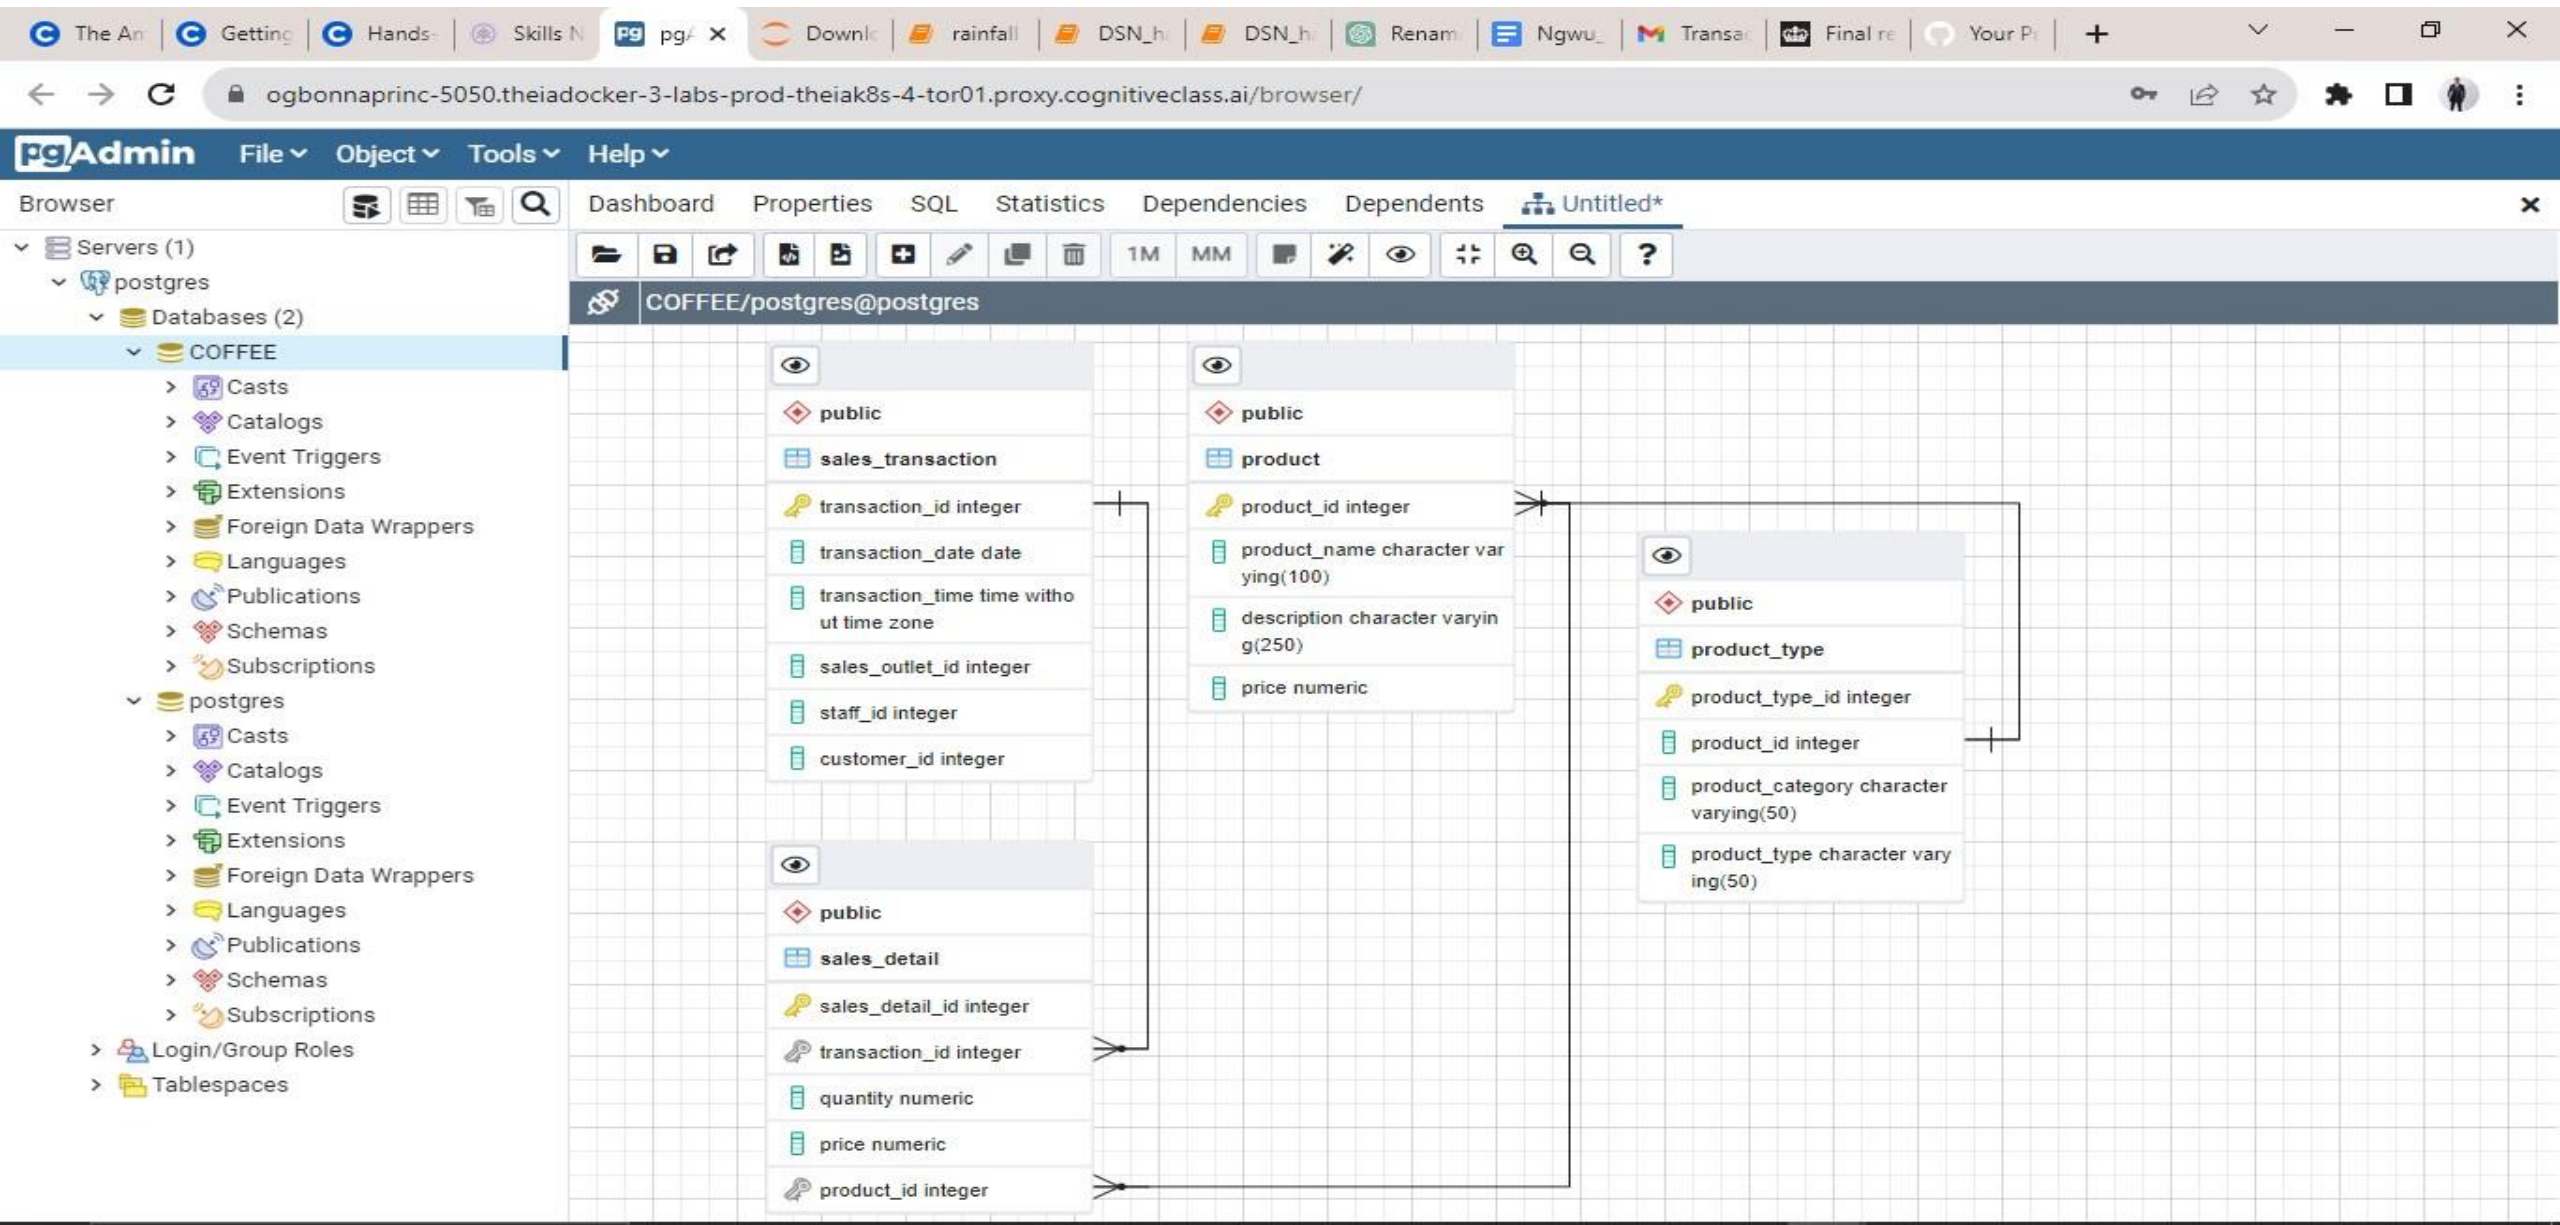 The Am
Getting
Hands-
Skills N
pgA
Downlo
rainfall
DSN_ha
DSN_ha
Renam
Ngwu_
Transac
Final re
Your Pr
ogbonnaprinc-5050.theiadocker-3-labs-prod-theiak8s-4-tor01.proxy.cognitiveclass.ai/browser/
pgAdmin File Object Tools Help
Browser
Dashboard Properties SQL Statistics Dependencies Dependents Untitled*
1M MM ?
COFFEE/postgres@postgres
Servers (1)
postgres
Databases (2)
COFFEE
Casts
Catalogs
Event Triggers
Extensions
Foreign Data Wrappers
Languages
Publications
Schemas
Subscriptions
postgres
Casts
Catalogs
Event Triggers
Extensions
Foreign Data Wrappers
Languages
Publications
Schemas
Subscriptions
Login/Group Roles
Tablespaces
public
sales_transaction
transaction_id integer
transaction_date date
transaction_time time witho
ut time zone
sales_outlet_id integer
staff_id integer
customer_id integer
public
product
product_id integer
product_name character var
ying(100)
description character varyin
g(250)
price numeric
public
product_type
product_type_id integer
product_id integer
product_category character
varying(50)
product_type character vary
ing(50)
public
sales_detail
sales_detail_id integer
transaction_id integer
quantity numeric
price numeric
product_id integer